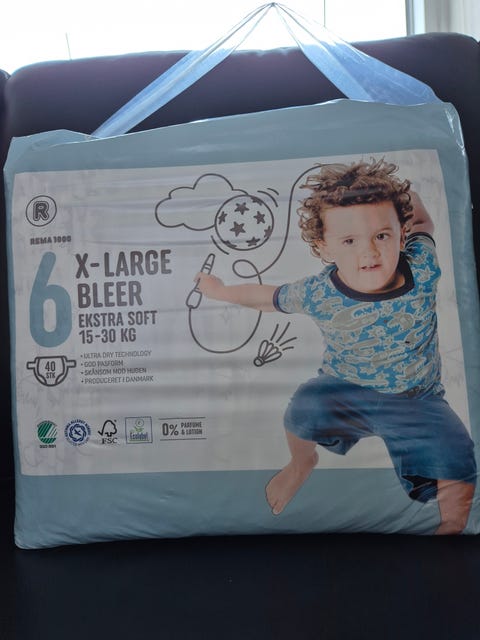 R
REMA 1000
6
X-LARGE
BLEER
EKSTRA SOFT
15-30 KG
40
STK
• ULTRA DRY TECHNOLOGY
• GOD PASFORM
• SKÅNSOM MOD HUDEN
• PRODUCERET I DANMARK
FSC
Ecolabel
0% PARFUME
& LOTION